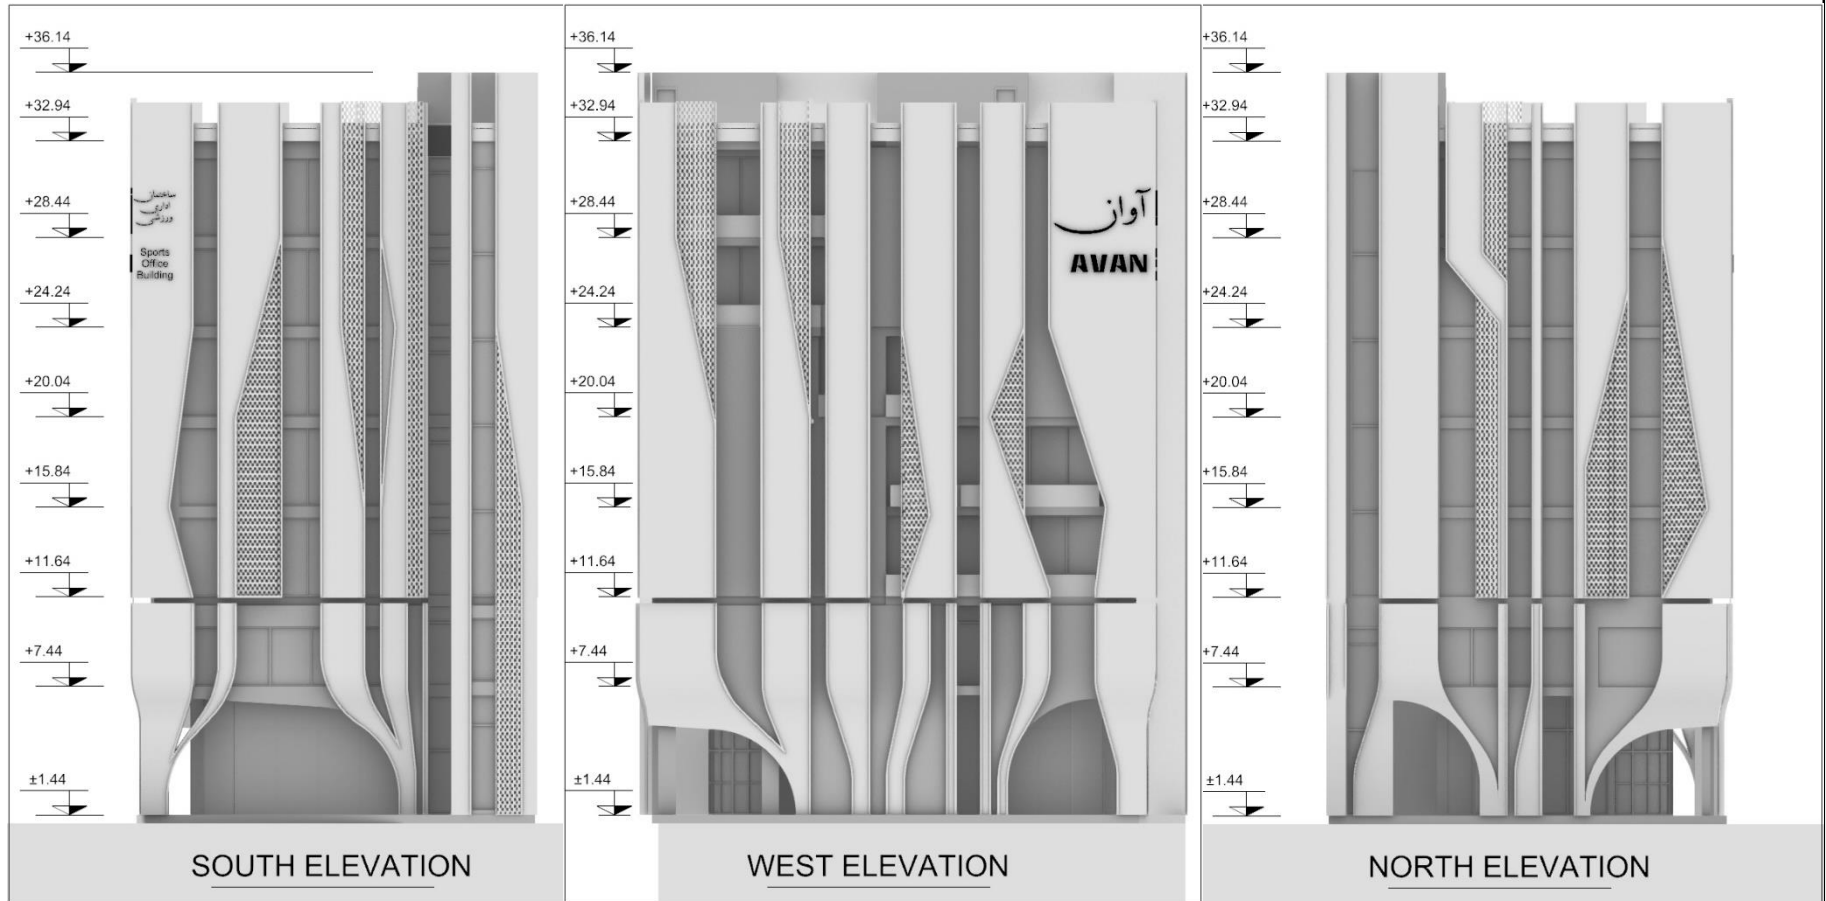 +36.14
+32.94
+28.44
+24.24
+20.04
+15.84
+11.64
+7.44
±1.44
ساختمان
اداری
ورزشی
Sports
Office
Building
SOUTH ELEVATION
+36.14
+32.94
+28.44
+24.24
+20.04
+15.84
+11.64
+7.44
±1.44
آوان
AVAN
WEST ELEVATION
+36.14
+32.94
+28.44
+24.24
+20.04
+15.84
+11.64
+7.44
±1.44
NORTH ELEVATION